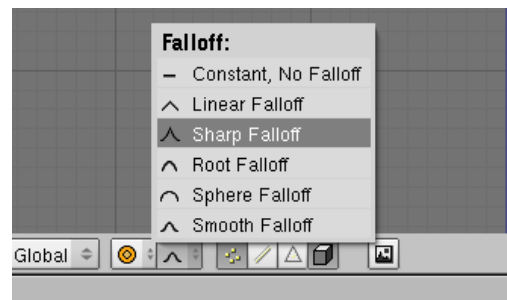 Falloff:
Constant, No Falloff
Linear Falloff
Sharp Falloff
Root Falloff
Sphere Falloff
Smooth Falloff
Global